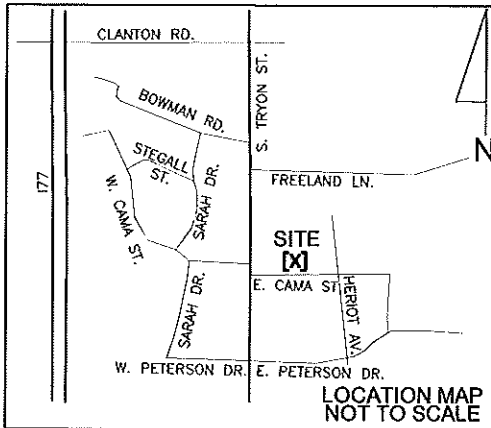 CLANTON RD.
S. TRYON ST.
BOWMAN RD.
N
STEGALL
ST.
SARAH DR.
FREELAND LN.
177
W. CAMA ST.
SITE
[X]
E. CAMA ST
HERIOT AV.
SARAH DR.
W. PETERSON DR.
E. PETERSON DR.
LOCATION MAP
NOT TO SCALE